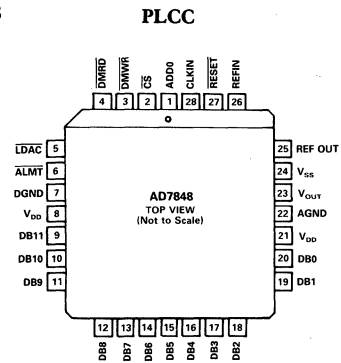 PLCC
DMRD
DMWR
CS
ADD0
CLKIN
RESET
REFIN
4 3 2 1 28 27 26
LDAC 5
ALMT 6
DGND 7
VDD 8
DB11 9
DB10 10
DB9 11
AD7848
TOP VIEW
(Not to Scale)
25 REF OUT
24 VSS
23 VOUT
22 AGND
21 VDD
20 DB0
19 DB1
12 13 14 15 16 17 18
DB8
DB7
DB6
DB5
DB4
DB3
DB2